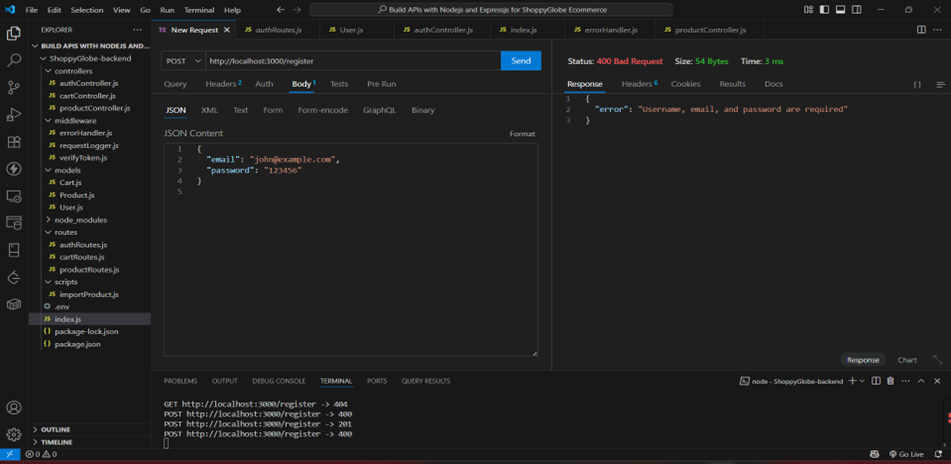 File Edit Selection View Go Run Terminal Help
Build APIs with Nodejs and Expressjs for ShoppyGlobe Ecommerce
EXPLORER
BUILD APIS WITH NODEJS AND...
ShoppyGlobe-backend
controllers
JS authController.js
JS cartController.js
JS productController.js
middleware
JS errorHandler.js
JS requestLogger.js
JS verifyToken.js
models
JS Cart.js
JS Product.js
JS User.js
node_modules
routes
JS authRoutes.js
JS cartRoutes.js
JS productRoutes.js
scripts
JS importProduct.js
.env
JS index.js
{} package-lock.json
{} package.json
OUTLINE
TIMELINE
TE New Request JS authRoutes.js JS User.js JS authController.js JS index.js JS errorHandler.js JS productController.js
POST http://localhost:3000/register Send
Query Headers 2 Auth Body 1 Tests Pre Run
JSON XML Text Form Form-encode GraphQL Binary
JSON Content Format
1 {
2 "email": "john@example.com",
3 "password": "123456"
4 }
5
Status: 400 Bad Request Size: 54 Bytes Time: 3 ms
Response Headers 6 Cookies Results Docs {}
1 {
2 "error": "Username, email, and password are required"
3 }
Response Chart
PROBLEMS OUTPUT DEBUG CONSOLE TERMINAL PORTS QUERY RESULTS
node - ShoppyGlobe-backend
GET http://localhost:3000/register -> 404
POST http://localhost:3000/register -> 400
POST http://localhost:3000/register -> 201
POST http://localhost:3000/register -> 400
0 0 Go Live